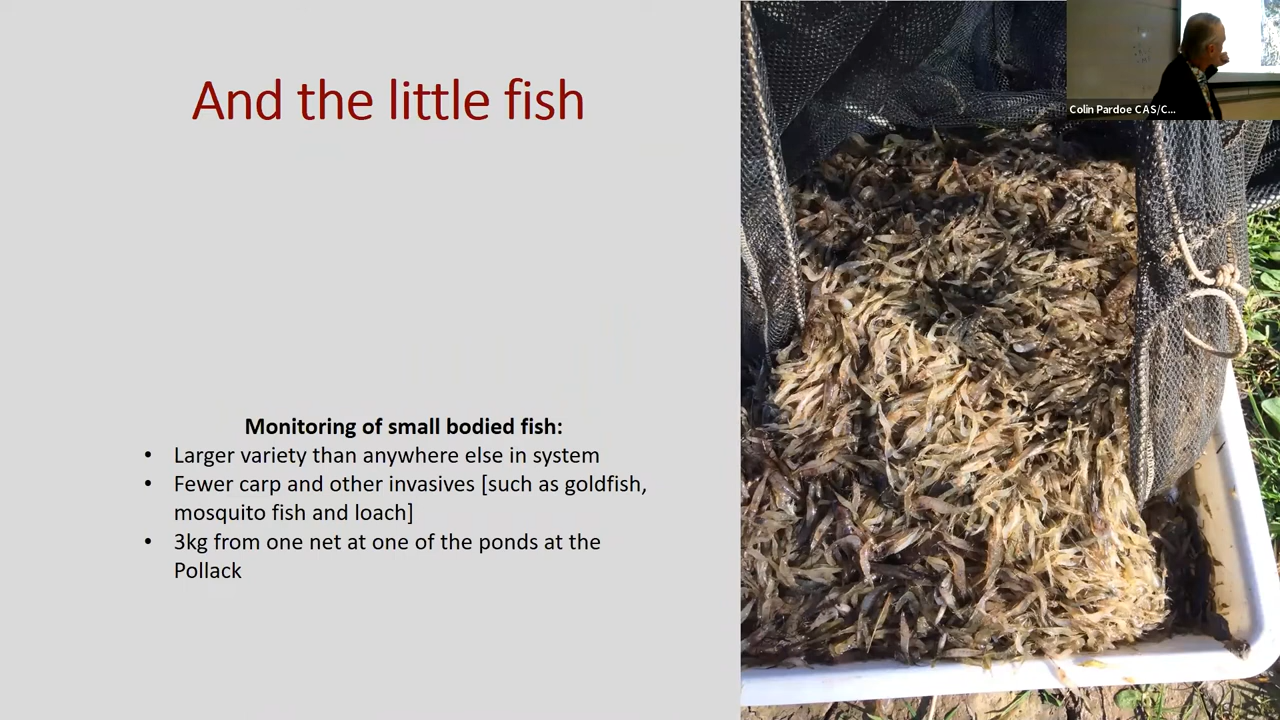 And the little fish
Colin Pardoe CAS/C...
Monitoring of small bodied fish:
• Larger variety than anywhere else in system
• Fewer carp and other invasives [such as goldfish,
mosquito fish and loach]
• 3kg from one net at one of the ponds at the
Pollack